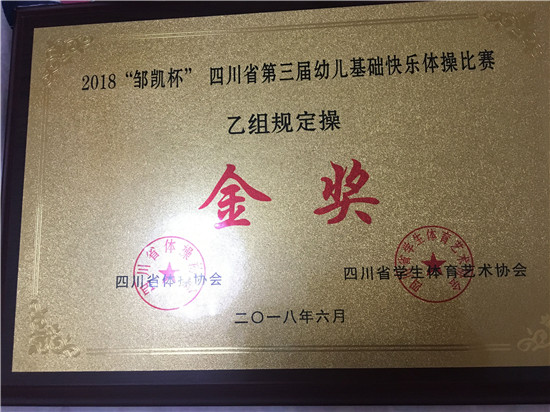 2018“邹凯杯” 四川省第三届幼儿基础快乐体操比赛
乙组规定操
金 奖
四川省体操协会 四川省学生体育艺术协会
二〇一八年六月